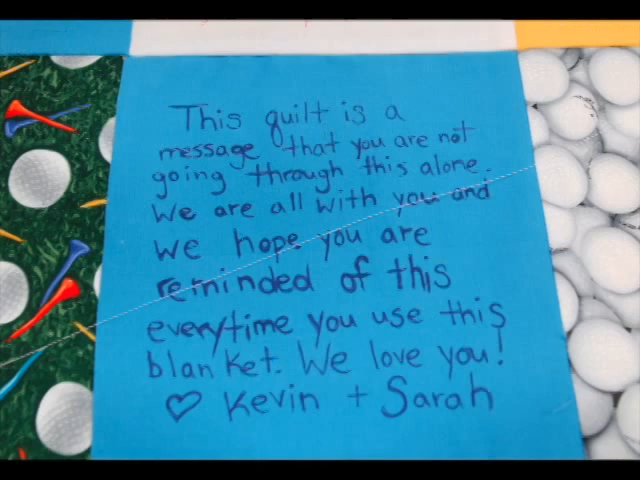 This quilt is a
message that you are not
going through this alone.
We are all with you and
we hope you are
reminded of this
everytime you use this
blanket. We love you!
♡ Kevin + Sarah